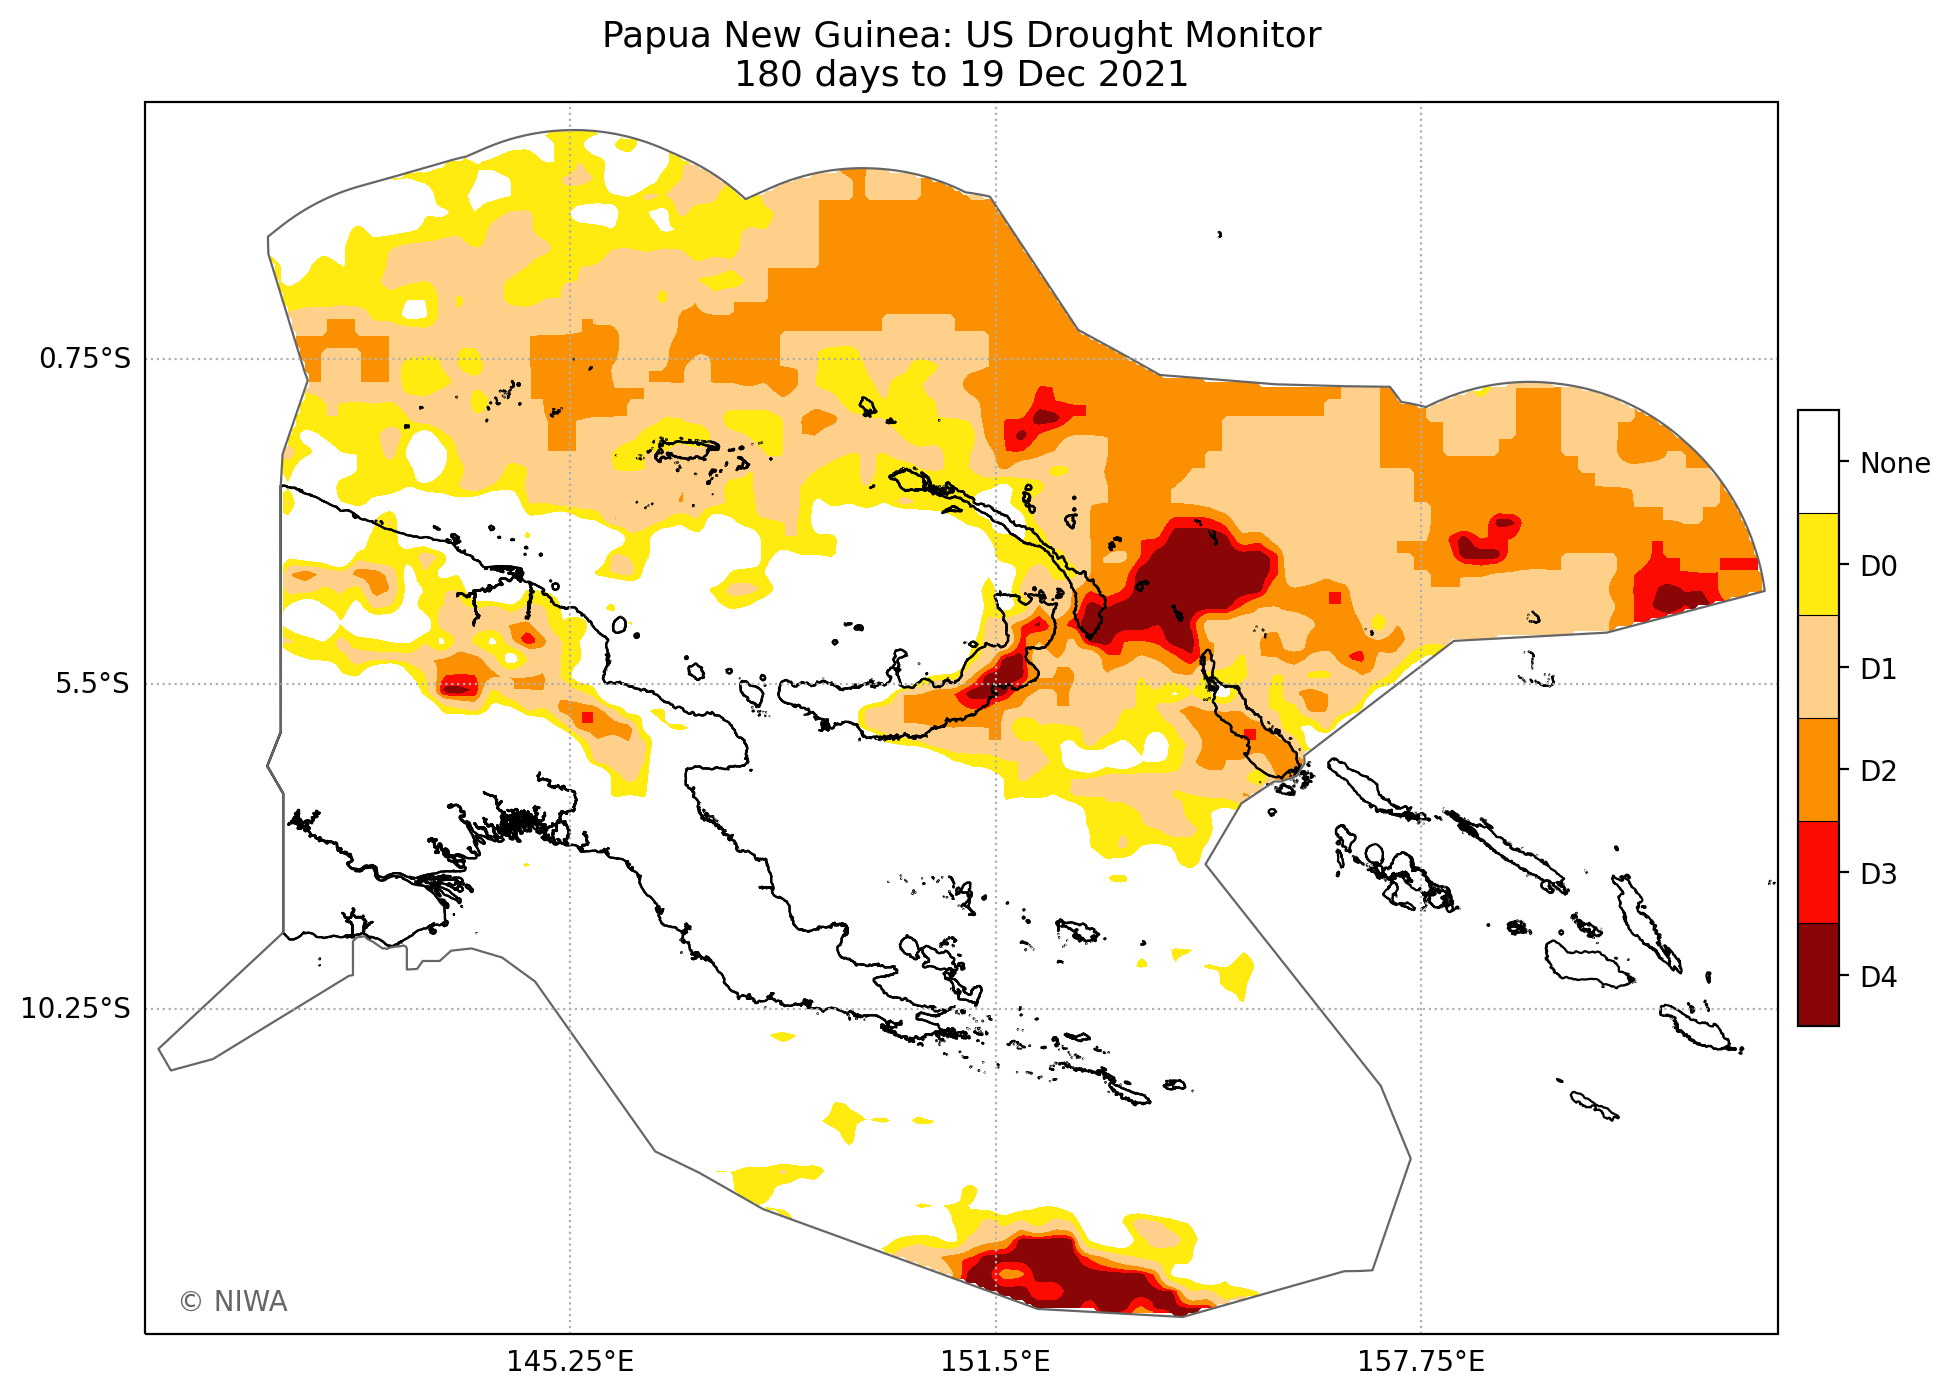 Papua New Guinea: US Drought Monitor
180 days to 19 Dec 2021
0.75°S
5.5°S
10.25°S
145.25°E
151.5°E
157.75°E
None
D0
D1
D2
D3
D4
© NIWA